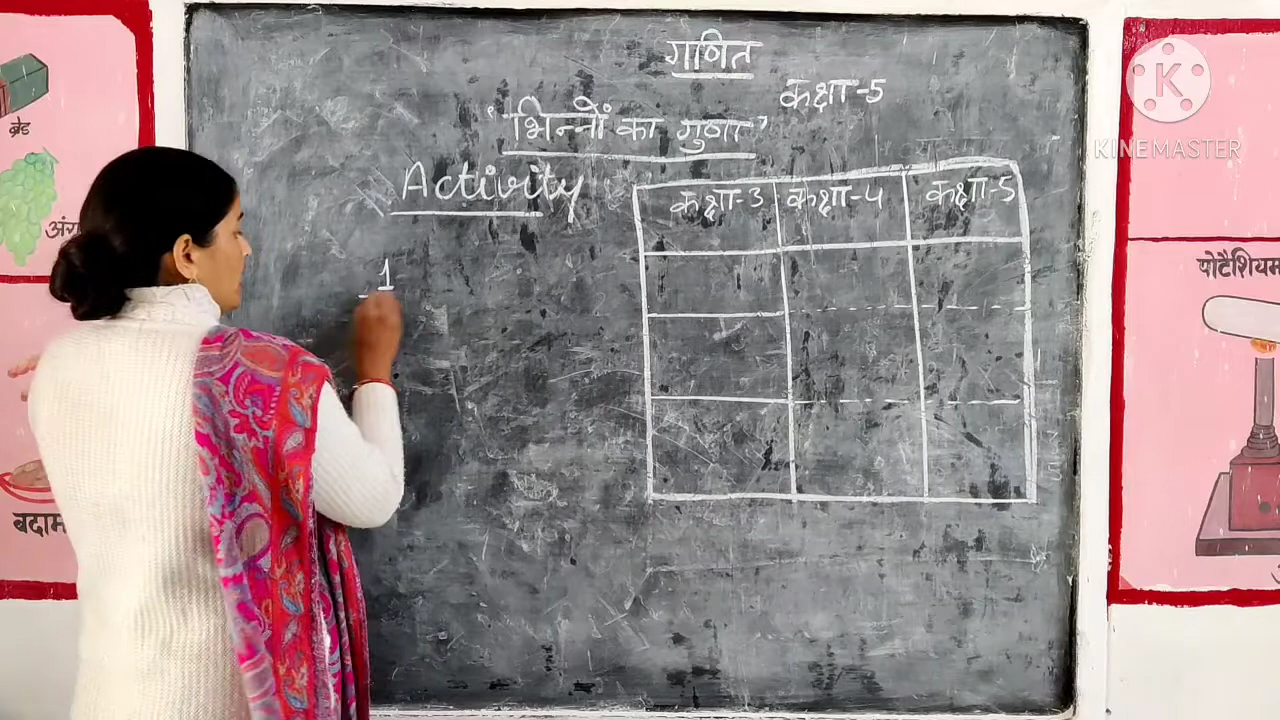 गणित
कक्षा-5
'भिन्नों का गुणा'
Activity
कक्षा-3 कक्षा-4 कक्षा-5
1
ब्रेड
बदाम
पोटैशियम
K
KINEMASTER